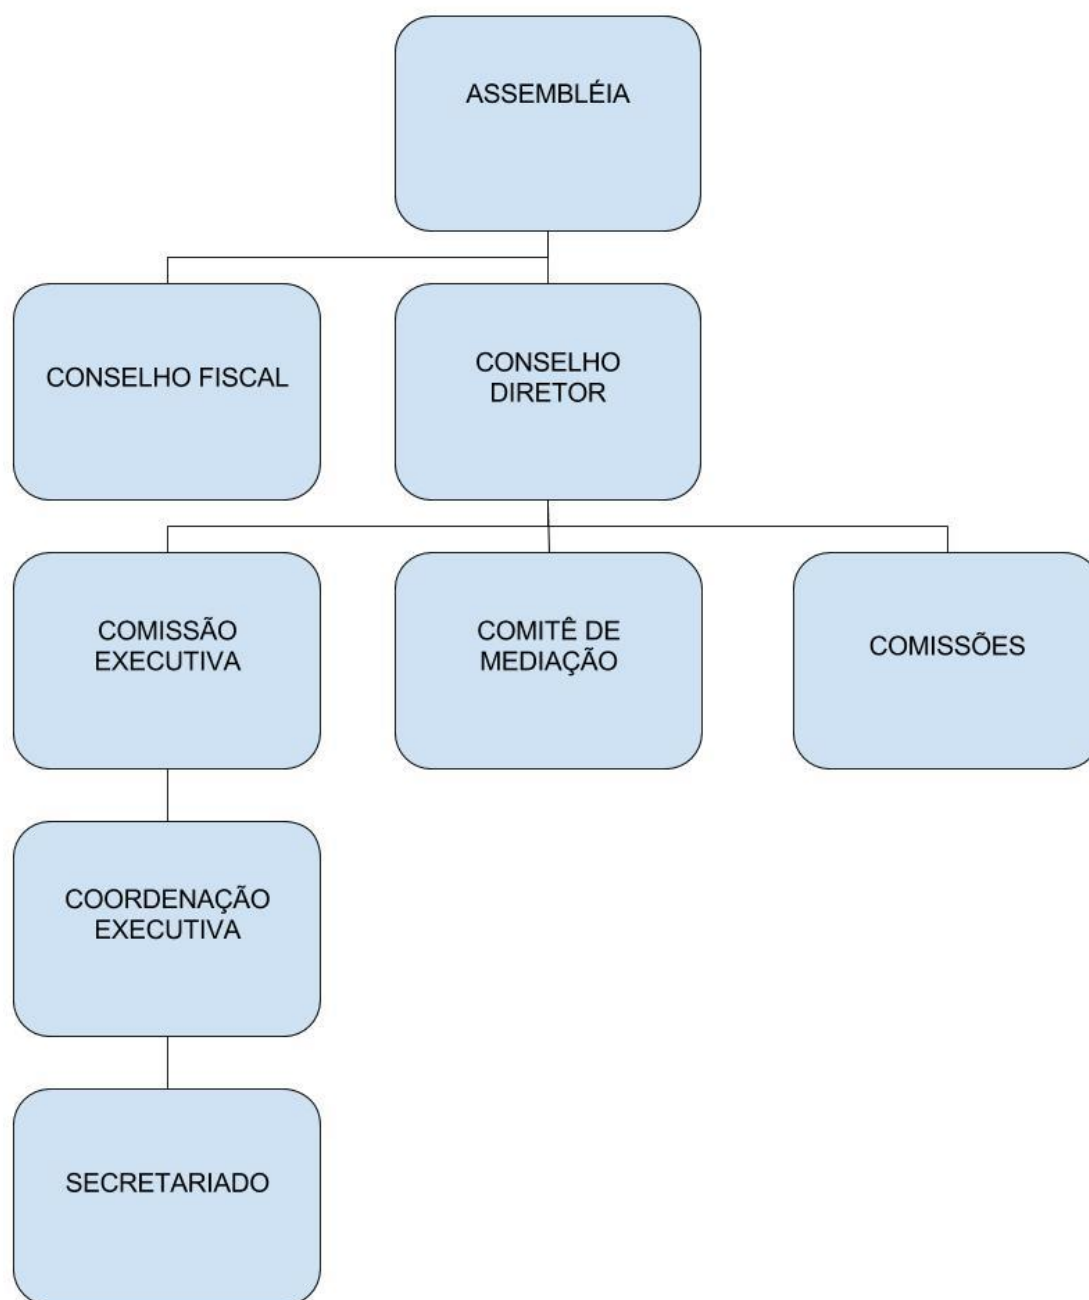 ASSEMBLÉIA
CONSELHO FISCAL
CONSELHO
DIRETOR
COMISSÃO
EXECUTIVA
COMITÊ DE
MEDIAÇÃO
COMISSÕES
COORDENAÇÃO
EXECUTIVA
SECRETARIADO